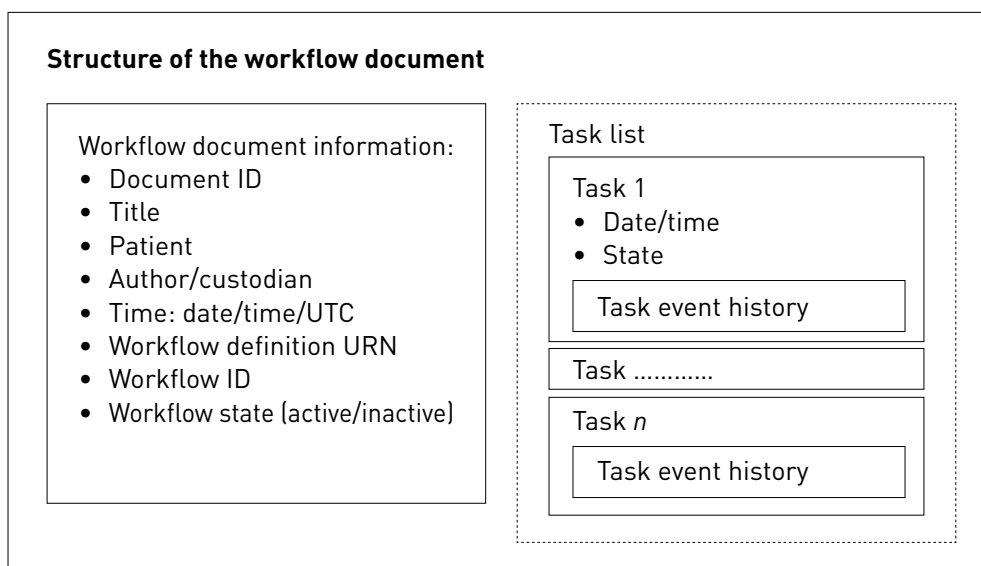 Structure of the workflow document
Workflow document information:
• Document ID
• Title
• Patient
• Author/custodian
• Time: date/time/UTC
• Workflow definition URN
• Workflow ID
• Workflow state (active/inactive)
Task list
Task 1
• Date/time
• State
Task event history
Task ............
Task n
Task event history